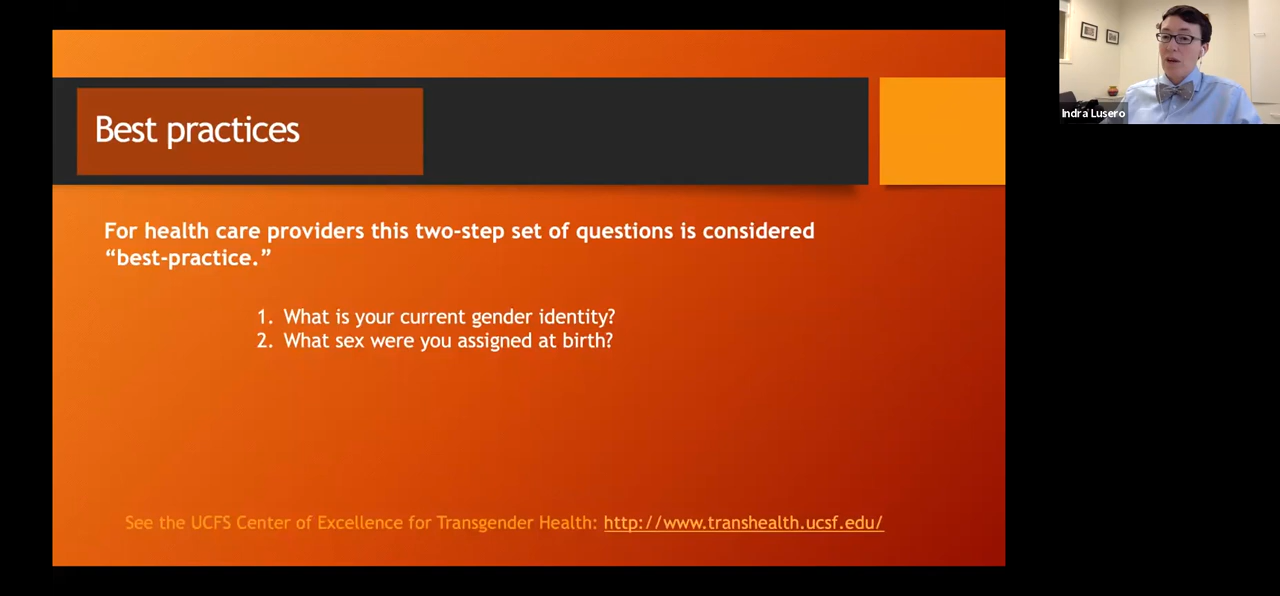 Best practices
Indra Lusero
For health care providers this two-step set of questions is considered
“best-practice.”
1. What is your current gender identity?
2. What sex were you assigned at birth?
See the UCFS Center of Excellence for Transgender Health: http://www.transhealth.ucsf.edu/